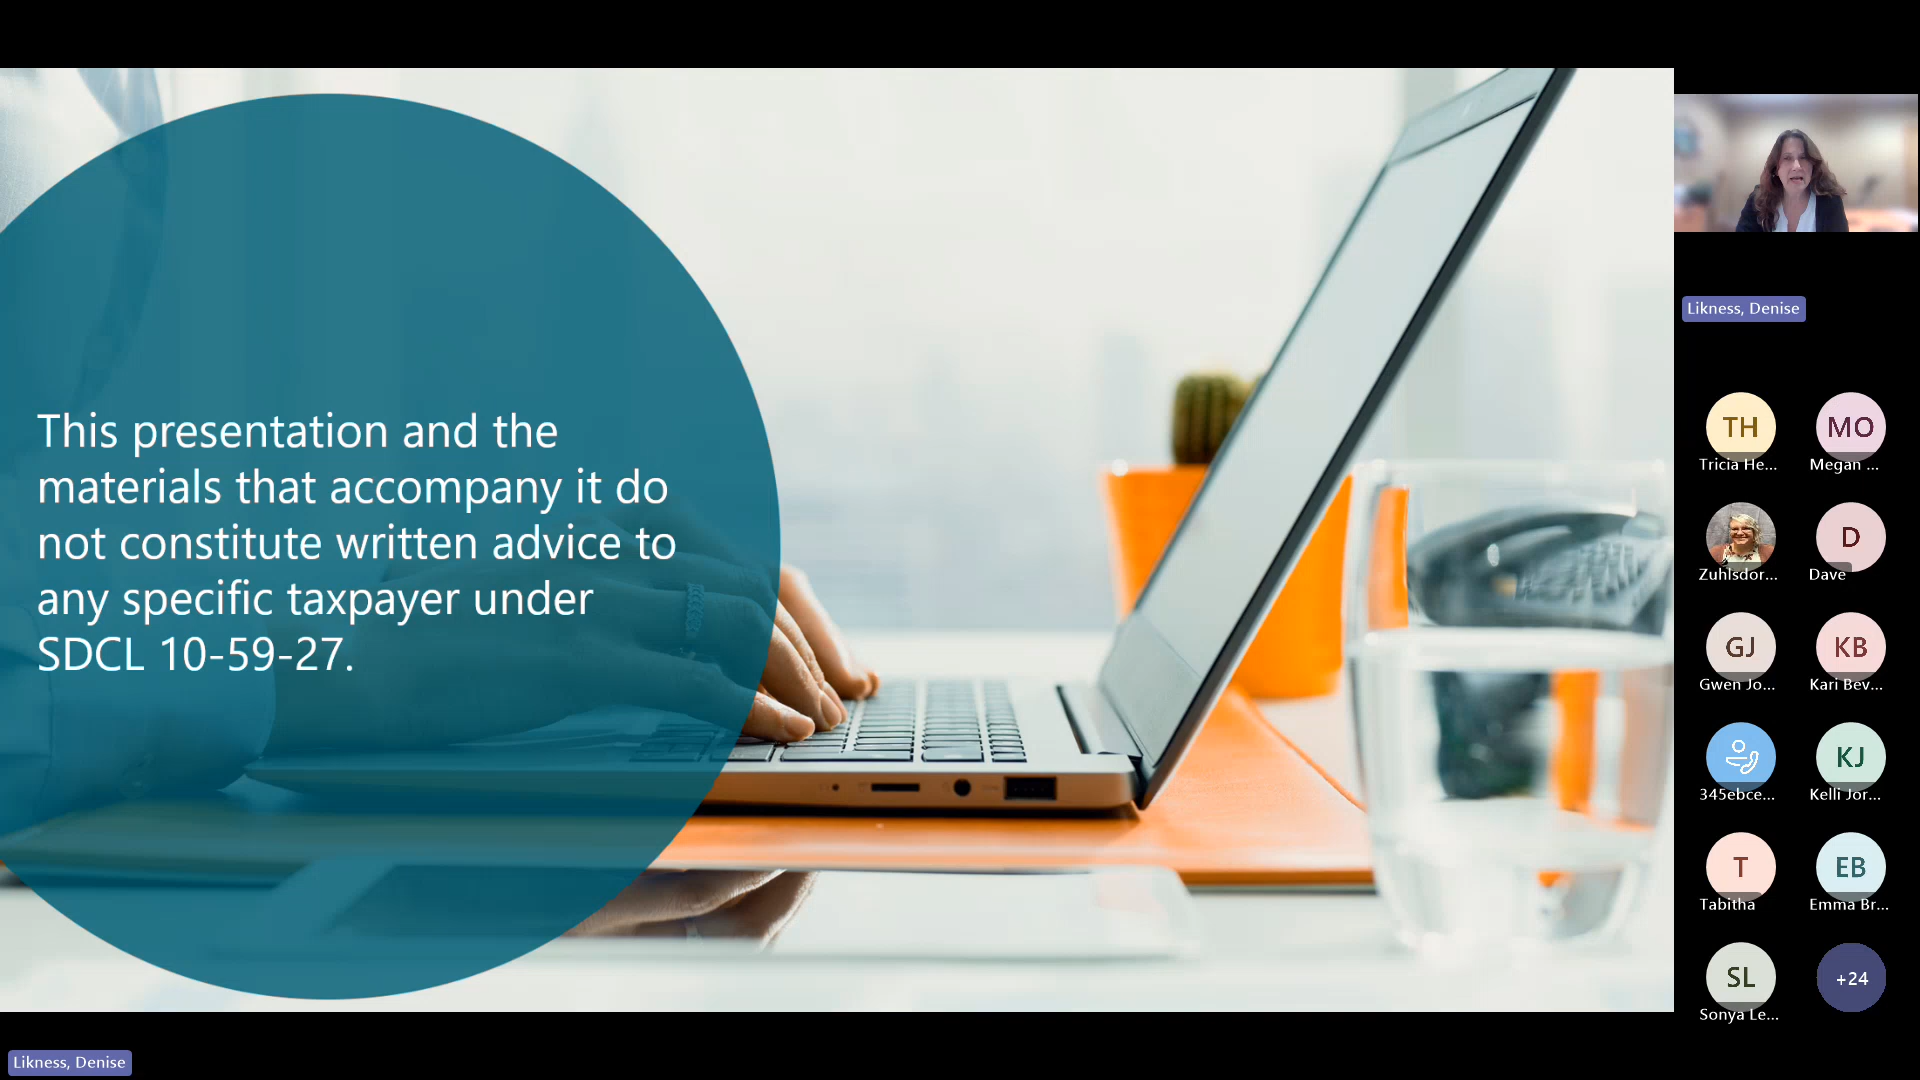 This presentation and the
materials that accompany it do
not constitute written advice to
any specific taxpayer under
SDCL 10-59-27.
Likness, Denise
TH
MO
Tricia He...
Megan ...
D
Zuhlsdor...
Dave
GJ
KB
Gwen Jo...
Kari Bev...
KJ
345ebce...
Kelli Jor...
T
EB
Tabitha
Emma Br...
SL
+24
Sonya Le...
Likness, Denise